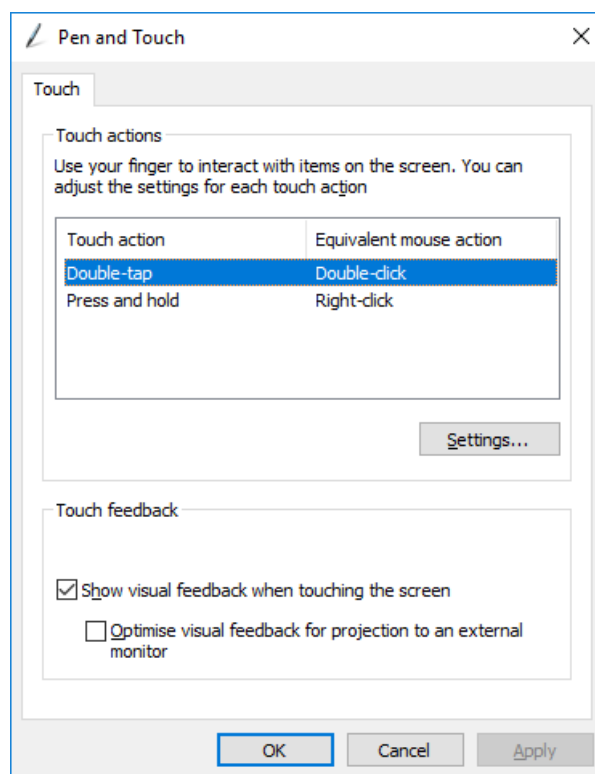 Pen and Touch
Touch
Touch actions
Use your finger to interact with items on the screen. You can
adjust the settings for each touch action
Touch action Equivalent mouse action
Double-tap Double-click
Press and hold Right-click
Settings...
Touch feedback
Show visual feedback when touching the screen
Optimise visual feedback for projection to an external
monitor
OK Cancel Apply